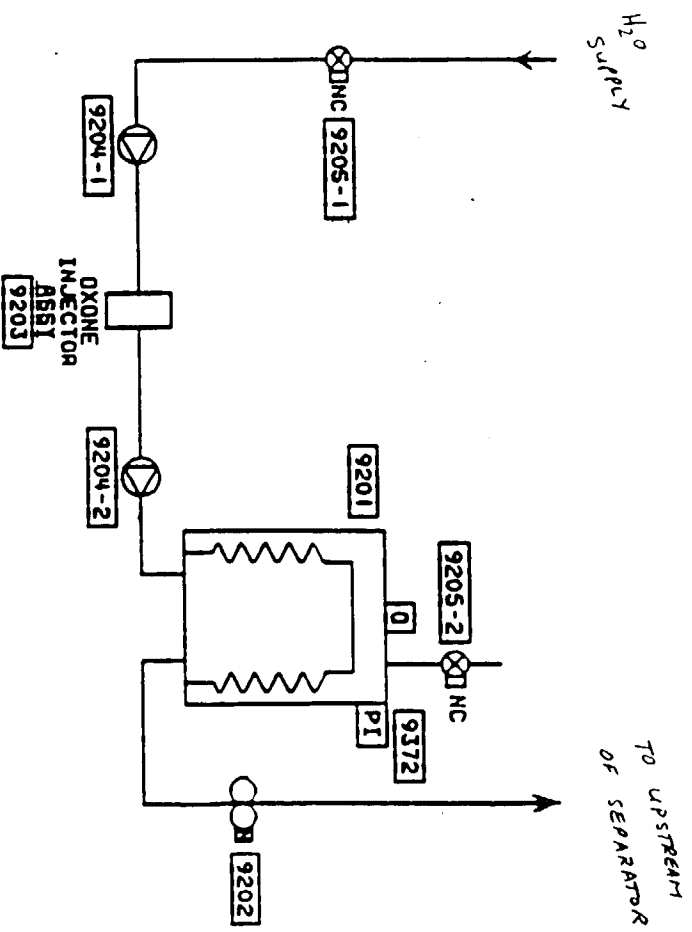 H2O
SUPPLY
NC
9205-1
9204-1
OXONE
INJECTOR
ASSY
9203
9204-2
9201
Q
9205-2
NC
9372
PI
9202
TO UPSTREAM
OF SEPARATOR